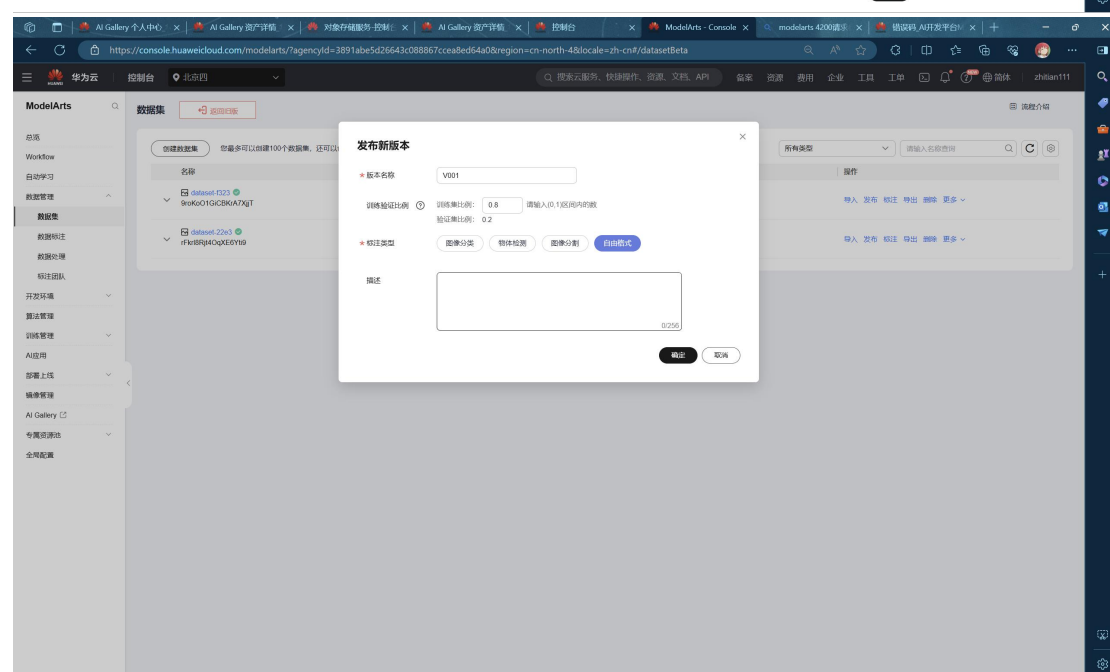 AI Gallery 个人中心
AI Gallery 资产详情
对象存储服务-控制
AI Gallery 资产详情
控制台
ModelArts - Console
modelarts 4200请求
错误码_AI开发平台M
https://console.huaweicloud.com/modelarts/?agencyId=3891abe5d26643c088867ccea8ed64a0&region=cn-north-4&locale=zh-cn#/datasetBeta
华为云 控制台 北京四 搜索云服务、快捷操作、资源、文档、API 备案 资源 费用 企业 工具 工单 简体 zhitian111
ModelArts
总览
Workflow
自动学习
数据管理
数据集
数据标注
数据处理
标注团队
开发环境
算法管理
训练管理
AI应用
部署上线
镜像管理
AI Gallery
专属资源池
全局配置
数据集 返回旧版 流程介绍
创建数据集 您最多可以创建100个数据集，还可以 所有类型 请输入名称查询
名称 操作
dataset-f323
9roKoO1GiCBKrA7XjjT
导入 发布 标注 导出 删除 更多
dataset-22e3
rFkrl8Rjt4OqXE6Ytl9
导入 发布 标注 导出 删除 更多
发布新版本
* 版本名称 V001
训练验证比例 训练集比例： 0.8 请输入(0,1)区间内的数
验证集比例： 0.2
* 标注类型 图像分类 物体检测 图像分割 自由格式
描述
0/256
确定 取消